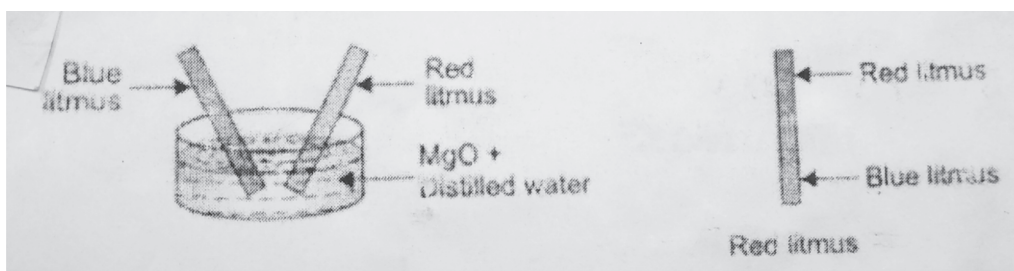 Blue
litmus
Red
litmus
MgO +
Distilled water
Red litmus
Blue litmus
Red litmus